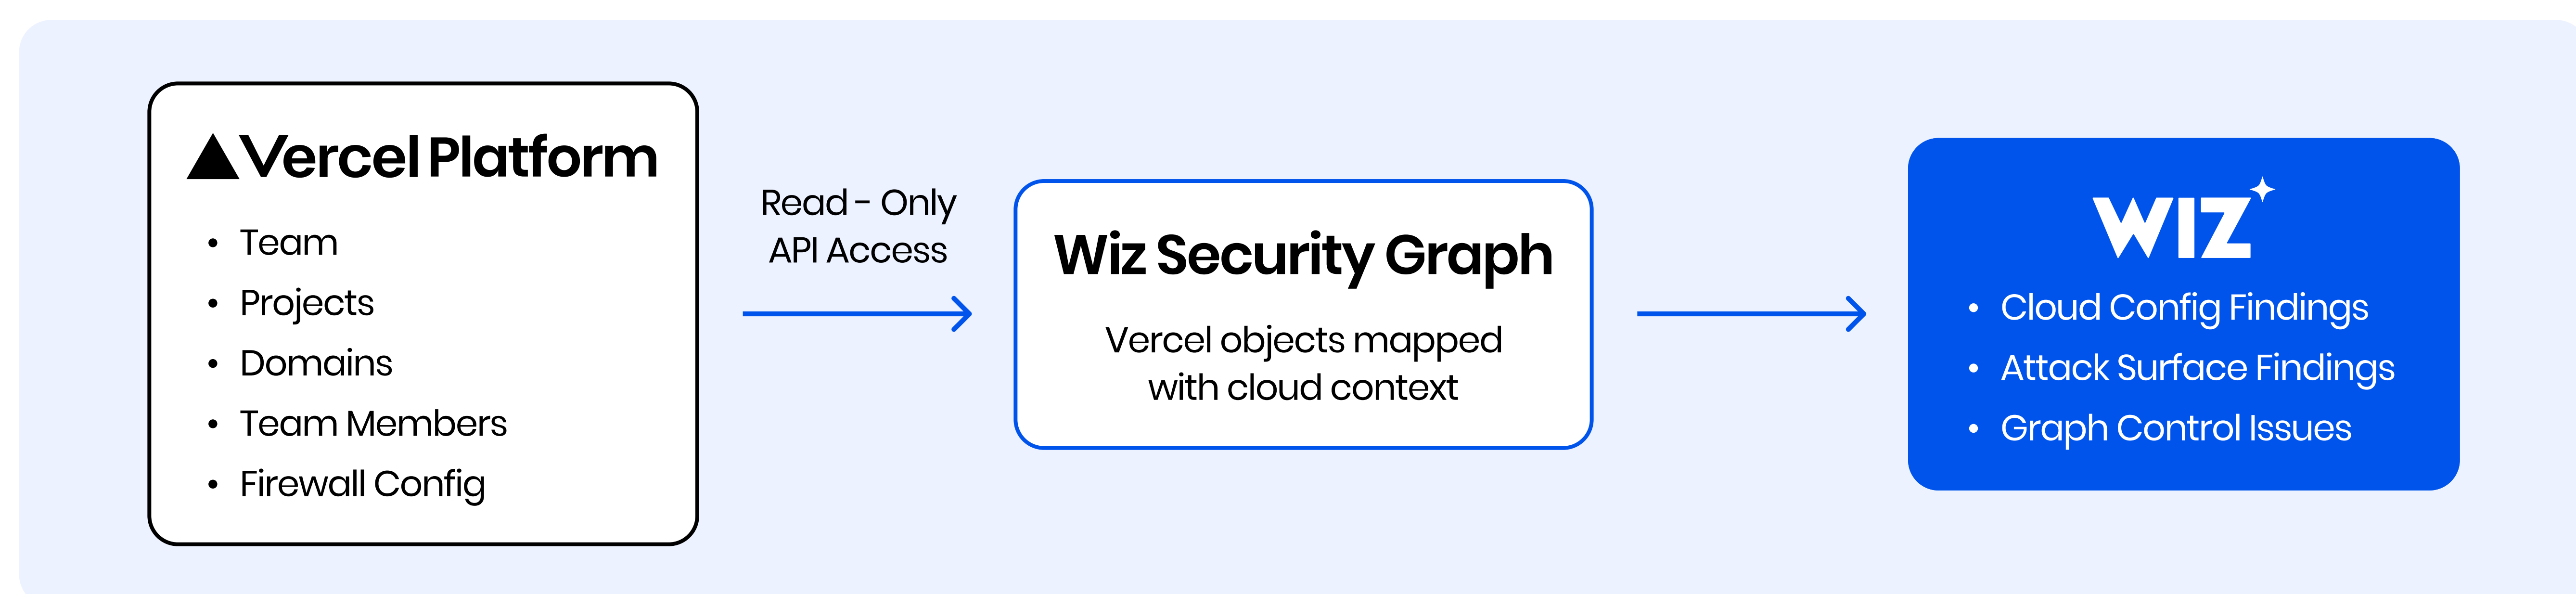 Vercel Platform
• Team
• Projects
• Domains
• Team Members
• Firewall Config
Read - Only
API Access
Wiz Security Graph
Vercel objects mapped
with cloud context
WIZ
• Cloud Config Findings
• Attack Surface Findings
• Graph Control Issues